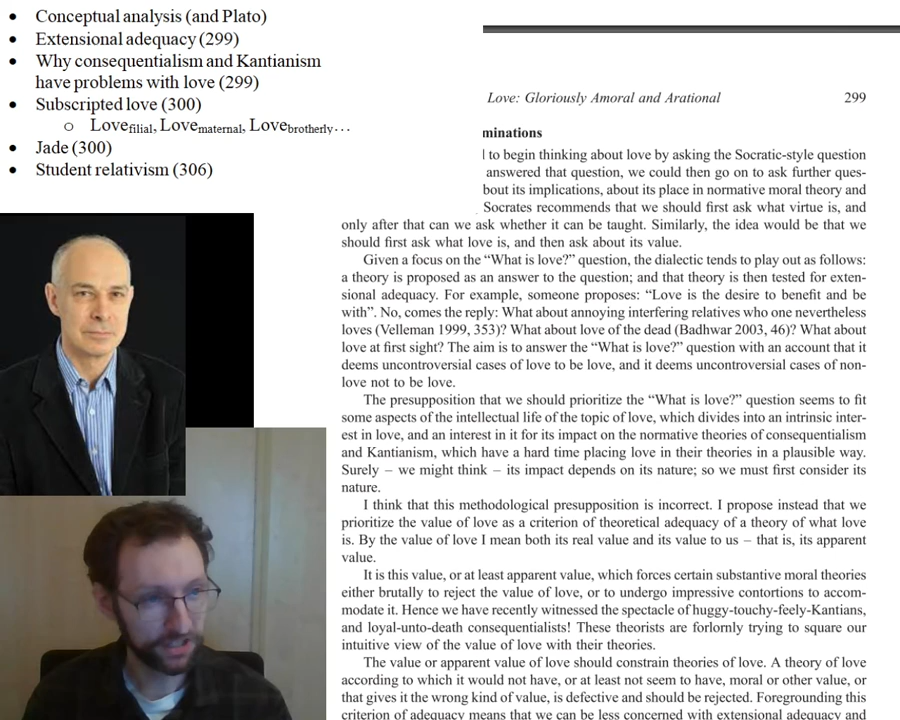 • Conceptual analysis (and Plato)
• Extensional adequacy (299)
• Why consequentialism and Kantianism
have problems with love (299)
• Subscripted love (300)
o Lovefilial, Lovematernal, Lovebrotherly…
• Jade (300)
• Student relativism (306)
Love: Gloriously Amoral and Arational 299
minations
to begin thinking about love by asking the Socratic-style question
answered that question, we could then go on to ask further ques-
bout its implications, about its place in normative moral theory and
Socrates recommends that we should first ask what virtue is, and
only after that can we ask whether it can be taught. Similarly, the idea would be that we
should first ask what love is, and then ask about its value.
Given a focus on the “What is love?” question, the dialectic tends to play out as follows:
a theory is proposed as an answer to the question; and that theory is then tested for exten-
sional adequacy. For example, someone proposes: “Love is the desire to benefit and be
with”. No, comes the reply: What about annoying interfering relatives who one nevertheless
loves (Velleman 1999, 353)? What about love of the dead (Badhwar 2003, 46)? What about
love at first sight? The aim is to answer the “What is love?” question with an account that it
deems uncontroversial cases of love to be love, and it deems uncontroversial cases of non-
love not to be love.
The presupposition that we should prioritize the “What is love?” question seems to fit
some aspects of the intellectual life of the topic of love, which divides into an intrinsic inter-
est in love, and an interest in it for its impact on the normative theories of consequentialism
and Kantianism, which have a hard time placing love in their theories in a plausible way.
Surely – we might think – its impact depends on its nature; so we must first consider its
nature.
I think that this methodological presupposition is incorrect. I propose instead that we
prioritize the value of love as a criterion of theoretical adequacy of a theory of what love
is. By the value of love I mean both its real value and its value to us – that is, its apparent
value.
It is this value, or at least apparent value, which forces certain substantive moral theories
either brutally to reject the value of love, or to undergo impressive contortions to accom-
modate it. Hence we have recently witnessed the spectacle of huggy-touchy-feely-Kantians,
and loyal-unto-death consequentialists! These theorists are forlornly trying to square our
intuitive view of the value of love with their theories.
The value or apparent value of love should constrain theories of love. A theory of love
according to which it would not have, or at least not seem to have, moral or other value, or
that gives it the wrong kind of value, is defective and should be rejected. Foregrounding this
criterion of adequacy means that we can be less concerned with extensional adequacy and